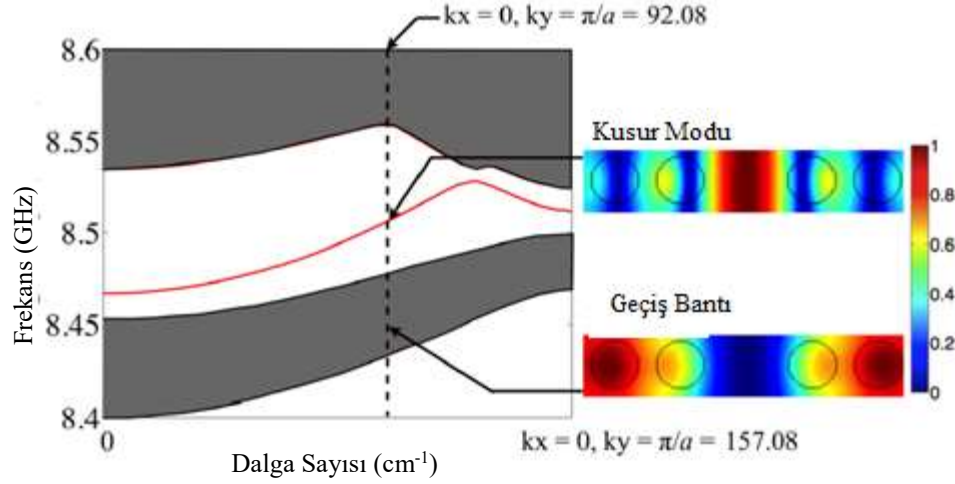 kx = 0, ky = π/a = 92.08
8.6
8.55
8.5
8.45
8.4
Frekans (GHz)
Kusur Modu
Geçiş Bantı
1
0.8
0.6
0.4
0.2
0
0
kx = 0, ky = π/a = 157.08
Dalga Sayısı (cm⁻¹)